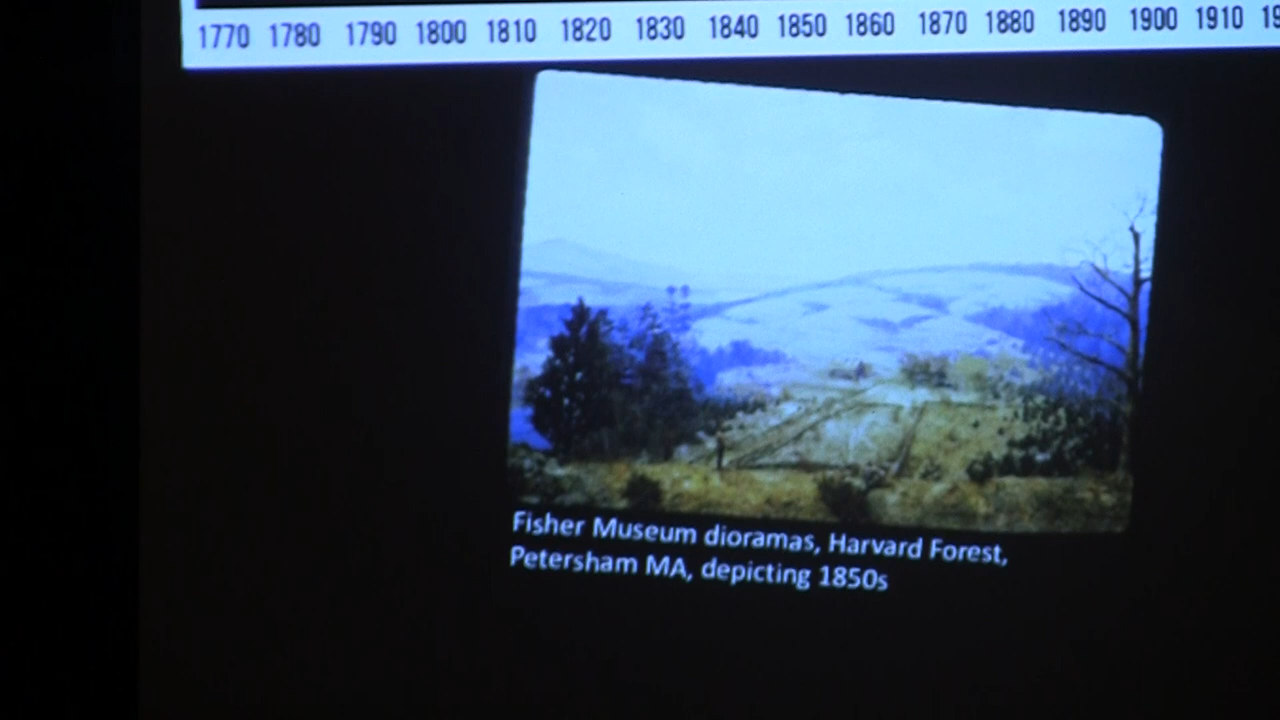 1770 1780 1790 1800 1810 1820 1830 1840 1850 1860 1870 1880 1890 1900 1910
Fisher Museum dioramas, Harvard Forest,
Petersham MA, depicting 1850s